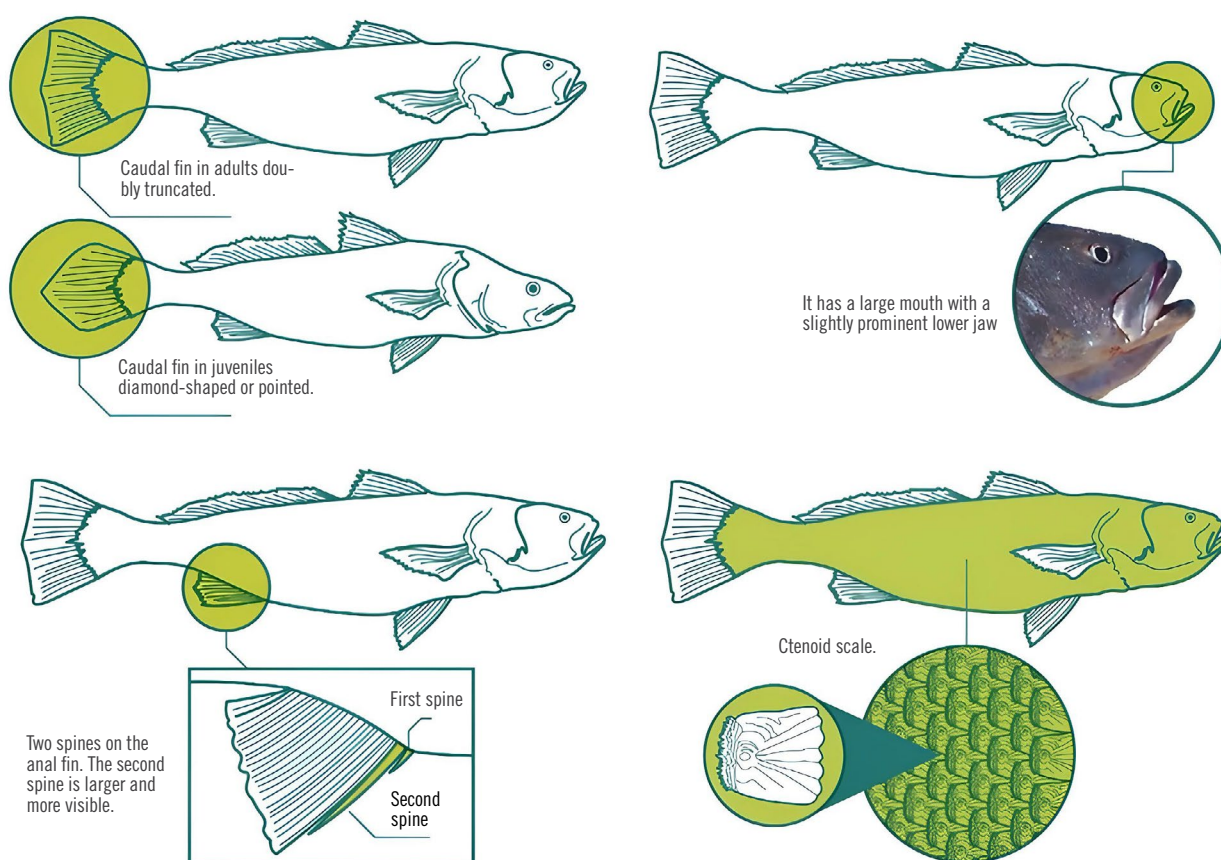 Caudal fin in adults dou-
bly truncated.
Caudal fin in juveniles
diamond-shaped or pointed.
It has a large mouth with a
slightly prominent lower jaw
Two spines on the
anal fin. The second
spine is larger and
more visible.
First spine
Second
spine
Ctenoid scale.